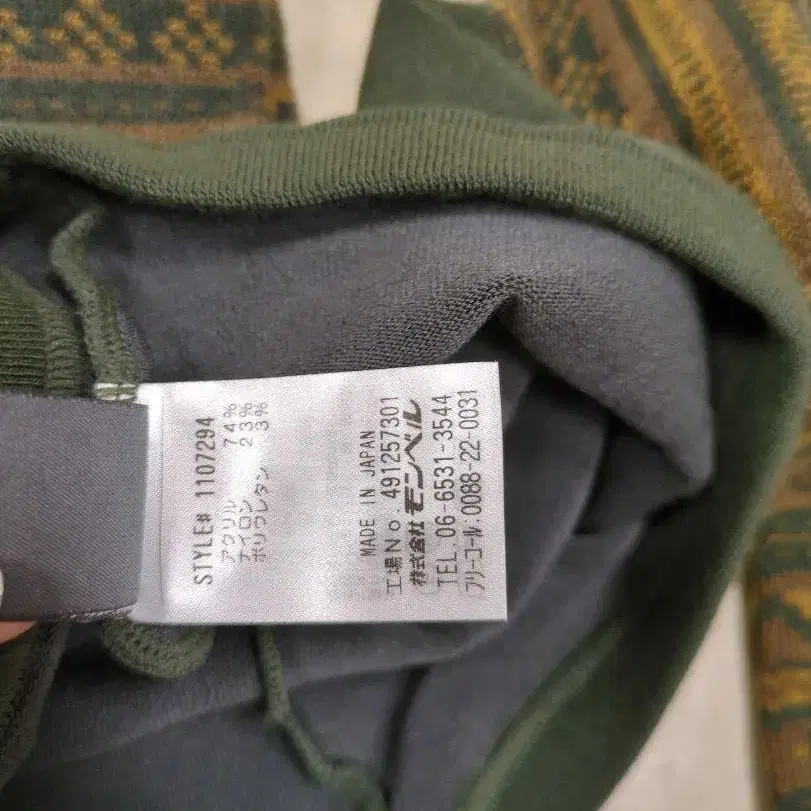 STYLE# 1107294
アクリル 74%
ナイロン 23%
ポリウレタン 3%
MADE IN JAPAN
工場No. 491257301
株式会社モンベル
TEL. 06-6531-3544
フリーコール:0088-22-0031